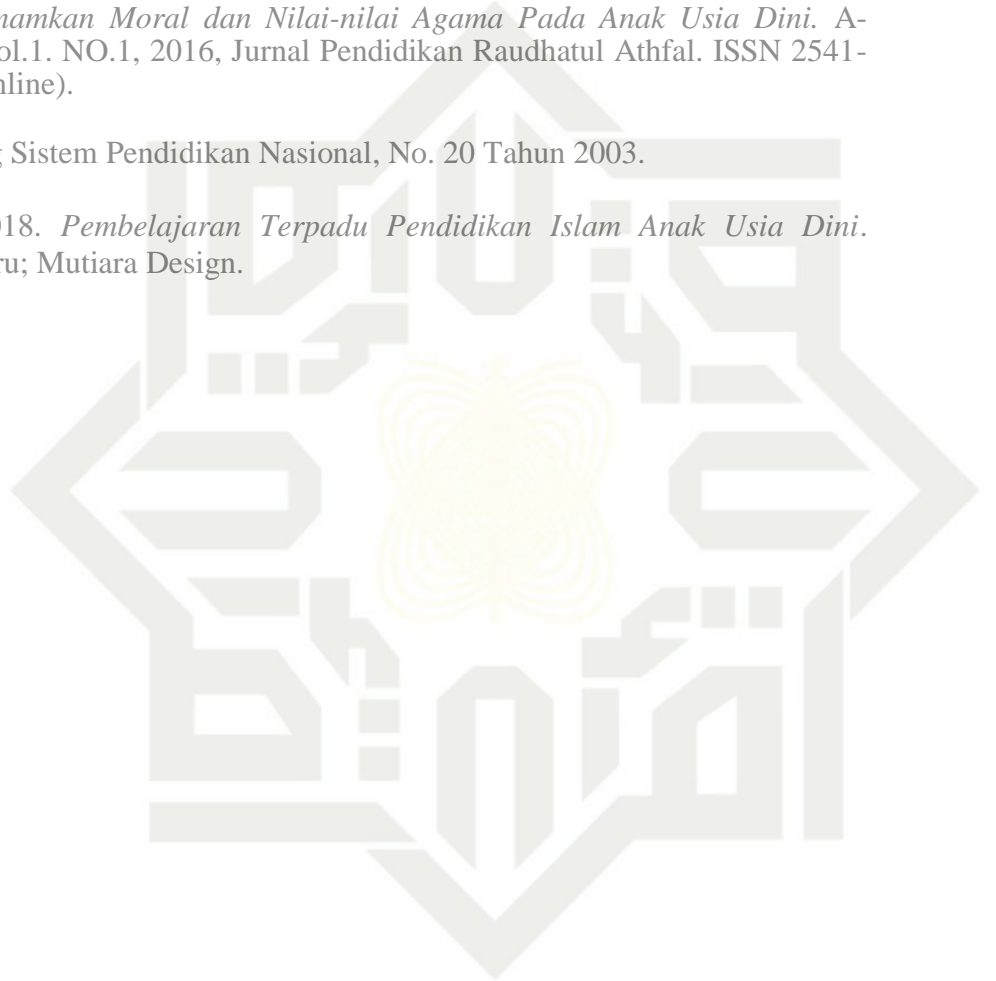 namkan Moral dan Nilai-nilai Agama Pada Anak Usia Dini. A-
ol.1. NO.1, 2016, Jurnal Pendidikan Raudhatul Athfal. ISSN 2541-
nline).
g Sistem Pendidikan Nasional, No. 20 Tahun 2003.
018. Pembelajaran Terpadu Pendidikan Islam Anak Usia Dini.
ru; Mutiara Design.